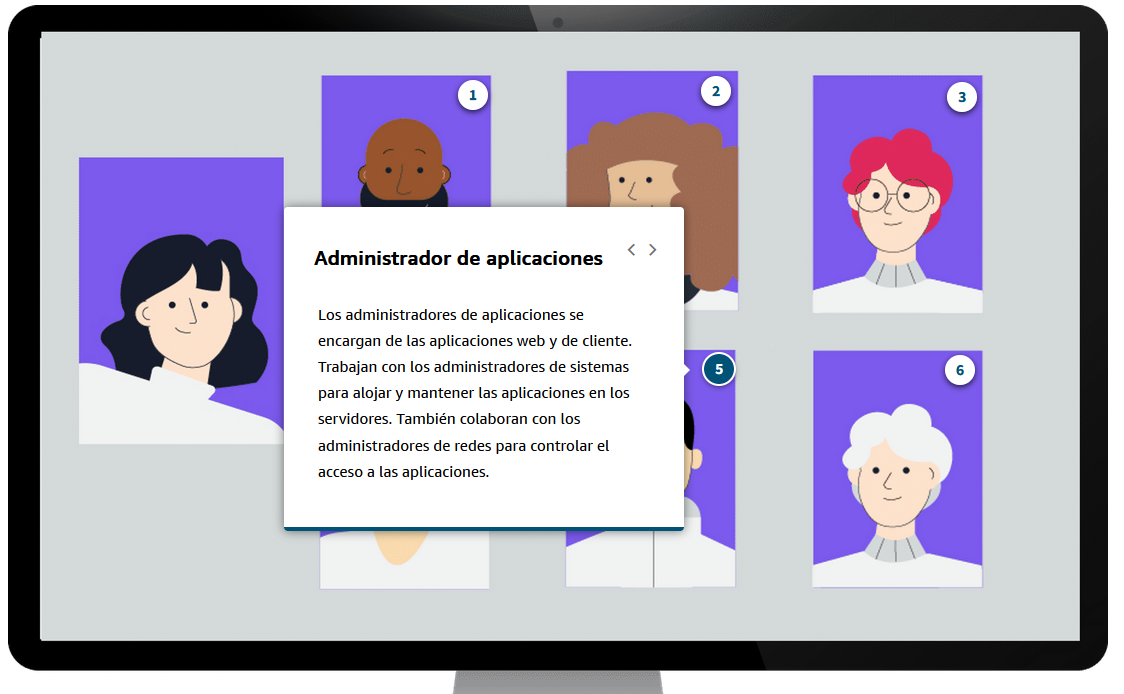 1
2
3
Administrador de aplicaciones
Los administradores de aplicaciones se
encargan de las aplicaciones web y de cliente.
Trabajan con los administradores de sistemas
para alojar y mantener las aplicaciones en los
servidores. También colaboran con los
administradores de redes para controlar el
acceso a las aplicaciones.
5
6